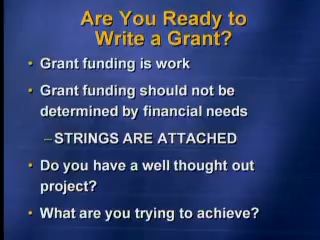 Are You Ready to
Write a Grant?
• Grant funding is work
• Grant funding should not be
determined by financial needs
–STRINGS ARE ATTACHED
• Do you have a well thought out
project?
• What are you trying to achieve?